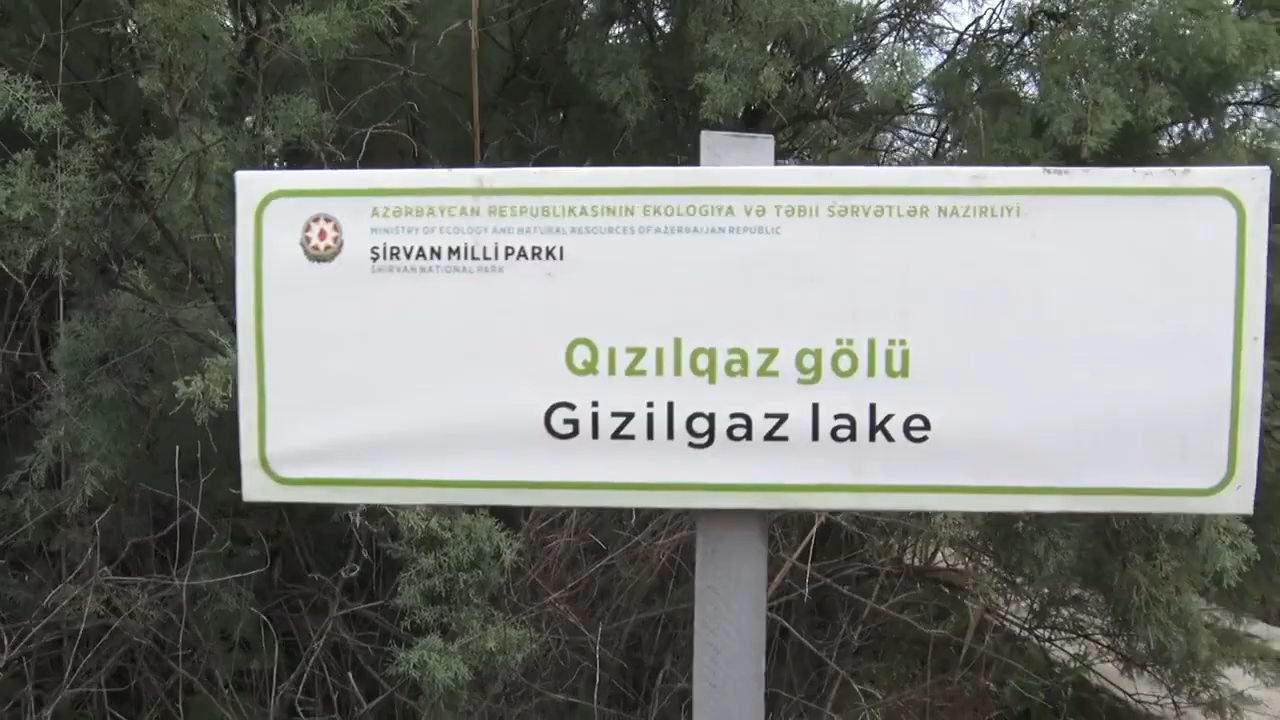 AZƏRBAYCAN RESPUBLİKASININ EKOLOGİYA VƏ TƏBİİ SƏRVƏTLƏR NAZİRLİYİ
MINISTRY OF ECOLOGY AND NATURAL RESOURCES OF AZERBAIJAN REPUBLIC
ŞİRVAN MİLLİ PARKI
SHIRVAN NATIONAL PARK
Qızılqaz gölü
Gizilgaz lake